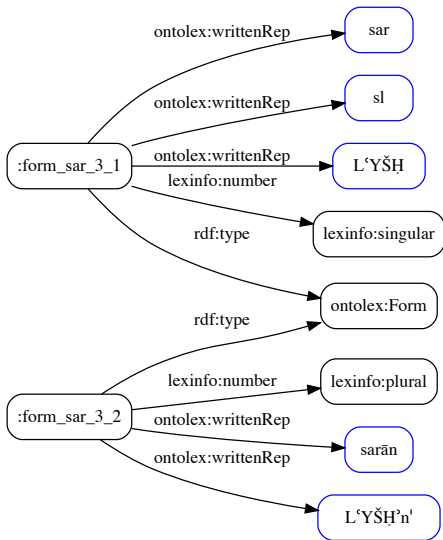 ontolex:writtenRep
sar
ontolex:writtenRep
sl
:form_sar_3_1
ontolex:writtenRep
LʿYŠḤ
lexinfo:number
lexinfo:singular
rdf:type
ontolex:Form
rdf:type
lexinfo:number
lexinfo:plural
:form_sar_3_2
ontolex:writtenRep
sarān
ontolex:writtenRep
LʿYŠḤʾnˈ